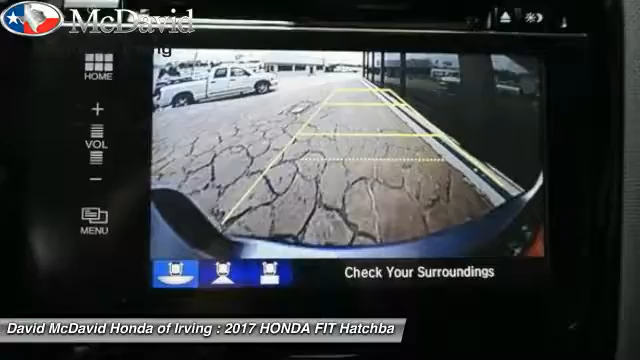 McDavid
HOME
+
VOL
−
MENU
Check Your Surroundings
David McDavid Honda of Irving : 2017 HONDA FIT Hatchba